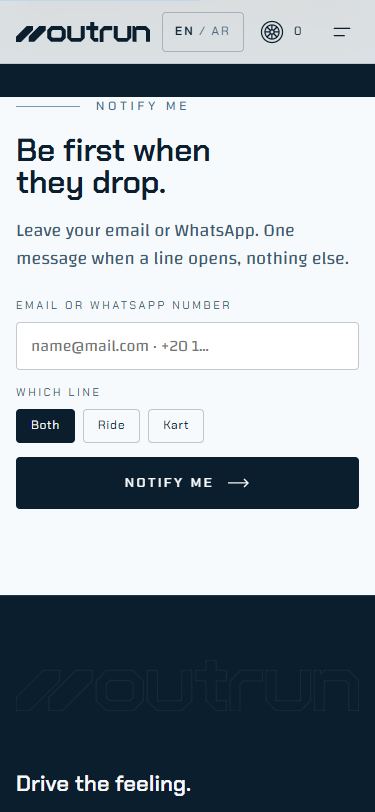 outrun
EN / AR
0
NOTIFY ME
Be first when
they drop.
Leave your email or WhatsApp. One
message when a line opens, nothing else.
EMAIL OR WHATSAPP NUMBER
name@mail.com · +20 1…
WHICH LINE
Both
Ride
Kart
NOTIFY ME →
outrun
Drive the feeling.